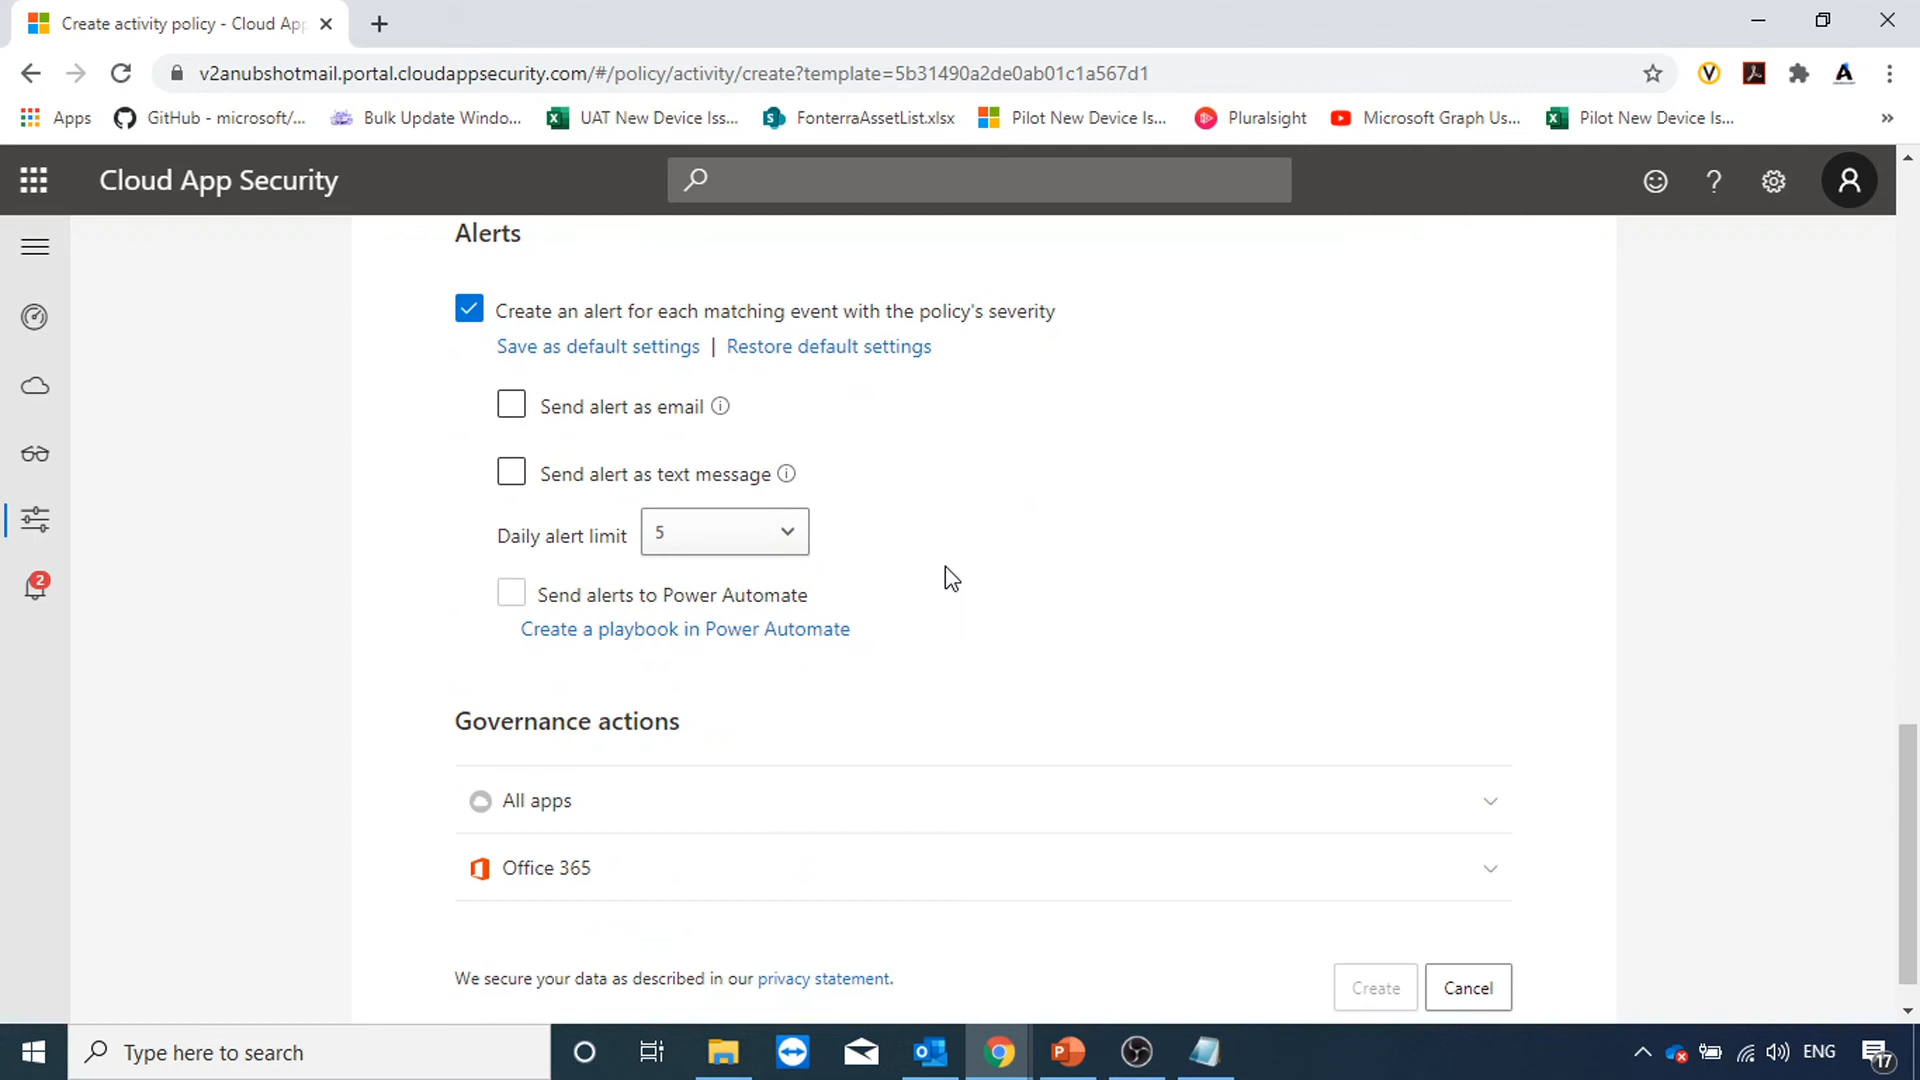 Create activity policy - Cloud App
v2anubshotmail.portal.cloudappsecurity.com/#/policy/activity/create?template=5b31490a2de0ab01c1a567d1
Apps GitHub - microsoft/... Bulk Update Windo... UAT New Device Iss... FonterraAssetList.xlsx Pilot New Device Is... Pluralsight Microsoft Graph Us... Pilot New Device Is... »
Cloud App Security
Alerts
Create an alert for each matching event with the policy's severity
Save as default settings | Restore default settings
Send alert as email
Send alert as text message
Daily alert limit 5
2
Send alerts to Power Automate
Create a playbook in Power Automate
Governance actions
All apps
Office 365
We secure your data as described in our privacy statement.
Create Cancel
Type here to search
ENG
17